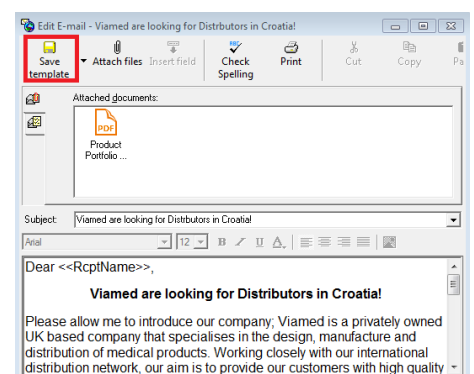 Edit E-mail - Viamed are looking for Distrbutors in Croatia!
Save template
Attach files
Insert field
Check Spelling
Print
Cut
Copy
Pa
Attached documents:
PDF
Product
Portfolio ...
Subject: Viamed are looking for Distrbutors in Croatia!
Arial 12 B I U A
Dear <<RcptName>>,
Viamed are looking for Distributors in Croatia!
Please allow me to introduce our company; Viamed is a privately owned
UK based company that specialises in the design, manufacture and
distribution of medical products. Working closely with our international
distribution network, our aim is to provide our customers with high quality